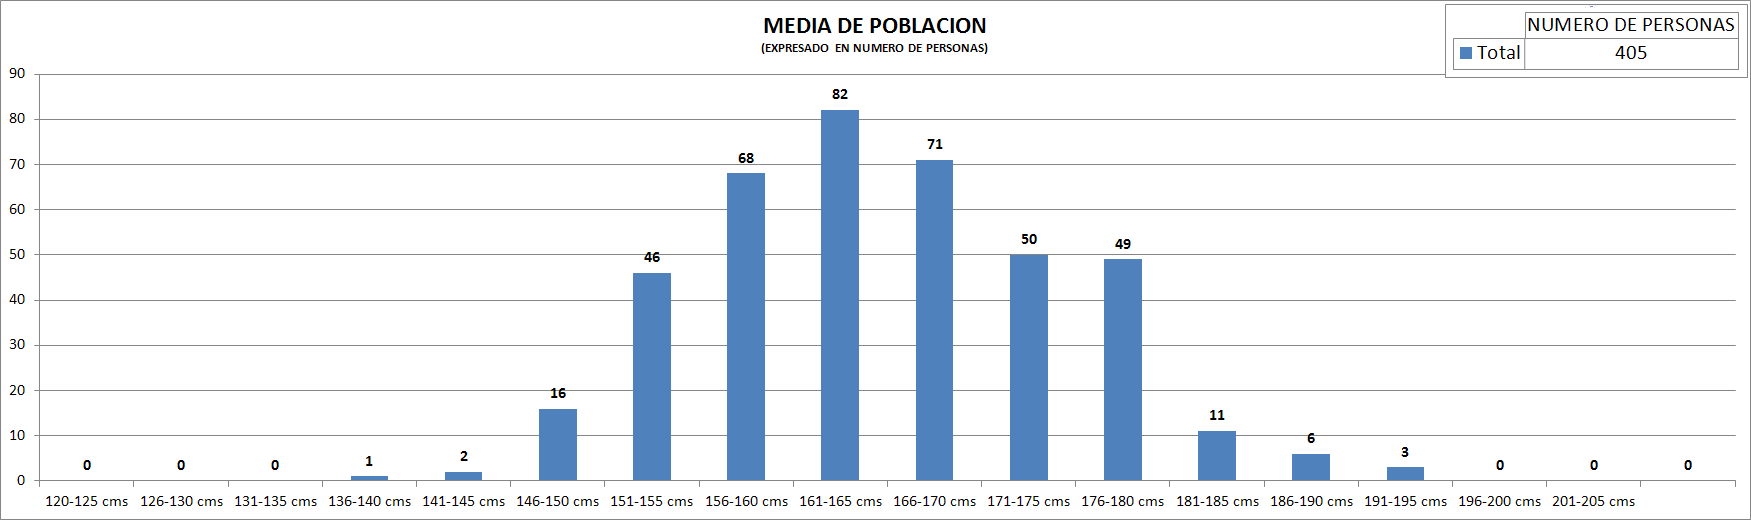 MEDIA DE POBLACION
(EXPRESADO EN NUMERO DE PERSONAS)
NUMERO DE PERSONAS
Total 405
90
80
70
60
50
40
30
20
10
0
0 0 0 1 2 16 46 68 82 71 50 49 11 6 3 0 0 0
120-125 cms 126-130 cms 131-135 cms 136-140 cms 141-145 cms 146-150 cms 151-155 cms 156-160 cms 161-165 cms 166-170 cms 171-175 cms 176-180 cms 181-185 cms 186-190 cms 191-195 cms 196-200 cms 201-205 cms